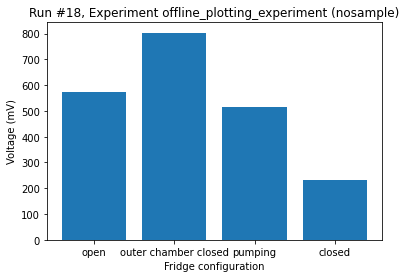 Run #18, Experiment offline_plotting_experiment (nosample)
Voltage (mV)
800
700
600
500
400
300
200
100
0
open outer chamber closed pumping closed
Fridge configuration